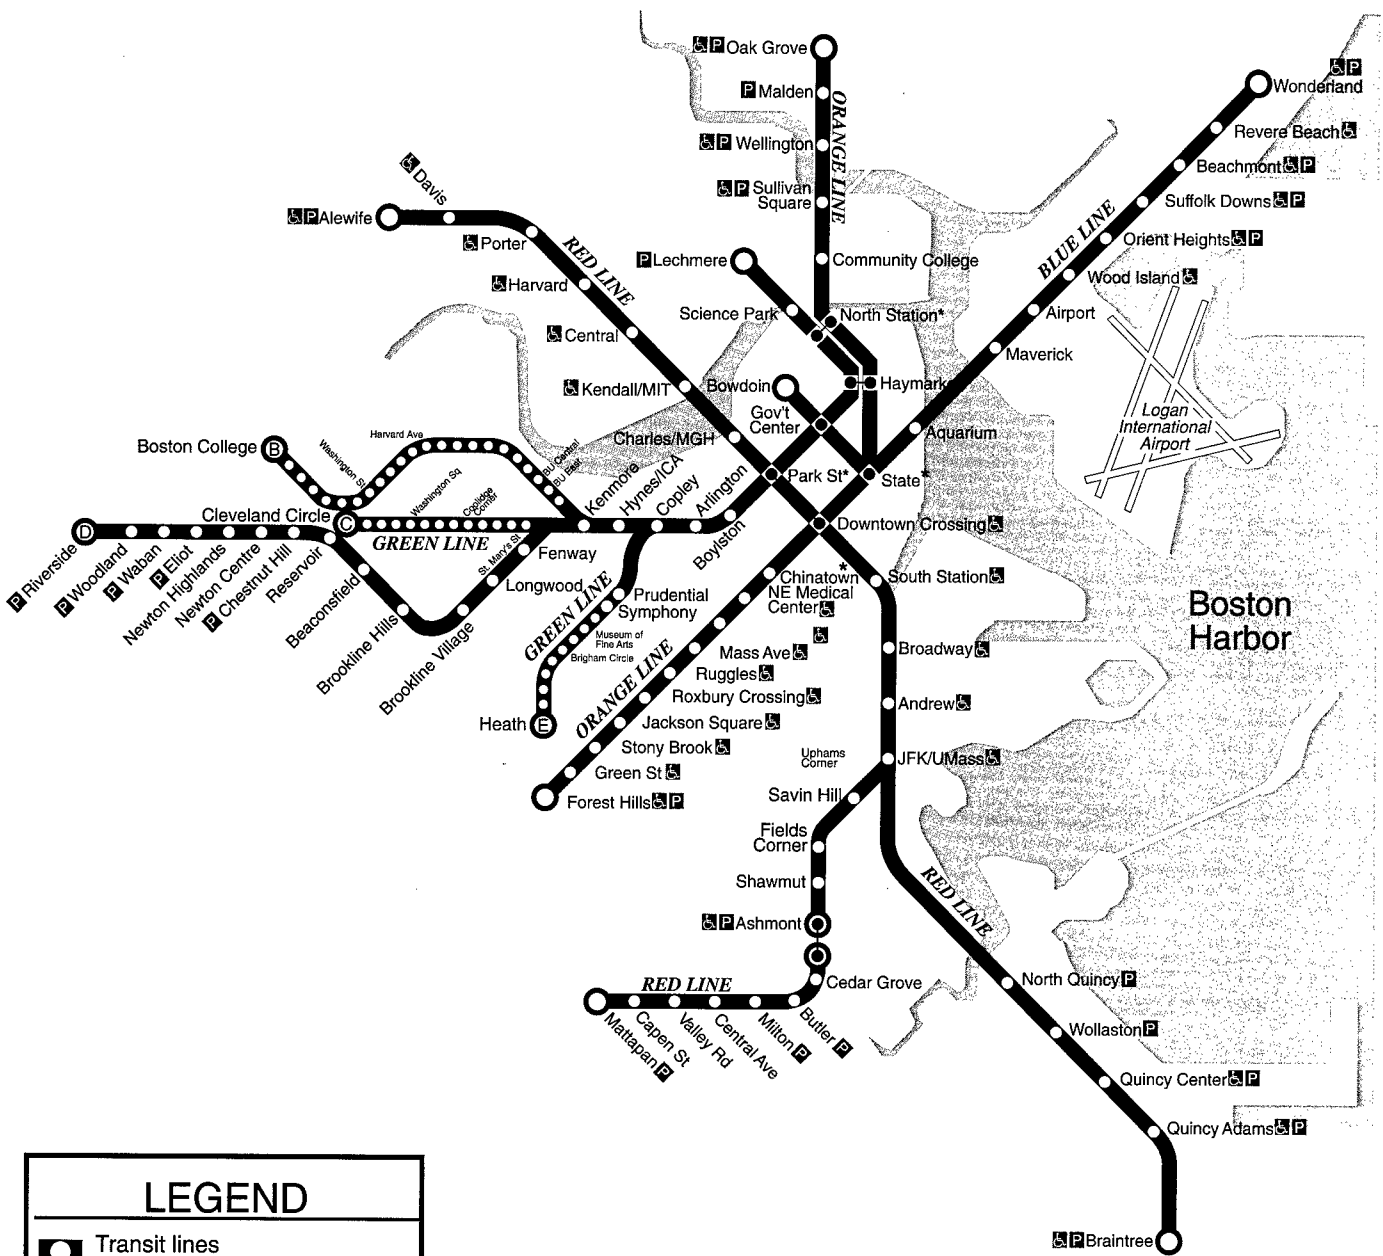 P Oak Grove
P Malden
ORANGE LINE
P Wellington
P Sullivan
Square
Community College
P
Wonderland
Revere Beach
Beachmont P
Suffolk Downs P
BLUE LINE
Orient Heights P
Wood Island
Airport
Maverick
Aquarium
Logan
International
Airport
Davis
P Alewife
Porter
RED LINE
Harvard
Central
Kendall/MIT
Charles/MGH
P Lechmere
Science Park
North Station*
Bowdoin
Haymark
Gov't
Center
Park St*
State*
Downtown Crossing
Boston College
B
Washington St
Harvard Ave
BU Central
BU East
Washington Sq
Coolidge
Corner
St. Mary's St
Cleveland Circle
C
GREEN LINE
Kenmore
Hynes/ICA
Copley
Arlington
Boylston
D
P Riverside
P Woodland
P Waban
P Eliot
Newton Highlands
Newton Centre
P Chestnut Hill
Reservoir
Beaconsfield
Brookline Hills
Brookline Village
Longwood
Fenway
GREEN LINE
Prudential
Symphony
Museum of
Fine Arts
Brigham Circle
Heath
E
*
Chinatown
NE Medical
Center
ORANGE LINE
Mass Ave
Ruggles
Roxbury Crossing
Jackson Square
Stony Brook
Green St
Forest Hills P
South Station
Broadway
Andrew
JFK/UMass
Boston
Harbor
Uphams
Corner
Savin Hill
Fields
Corner
Shawmut
P Ashmont
Cedar Grove
RED LINE
Mattapan P
Capen St
Valley Rd
Central Ave
Milton P
Butler P
RED LINE
North Quincy P
Wollaston P
Quincy Center P
Quincy Adams P
P Braintree
LEGEND
Transit lines